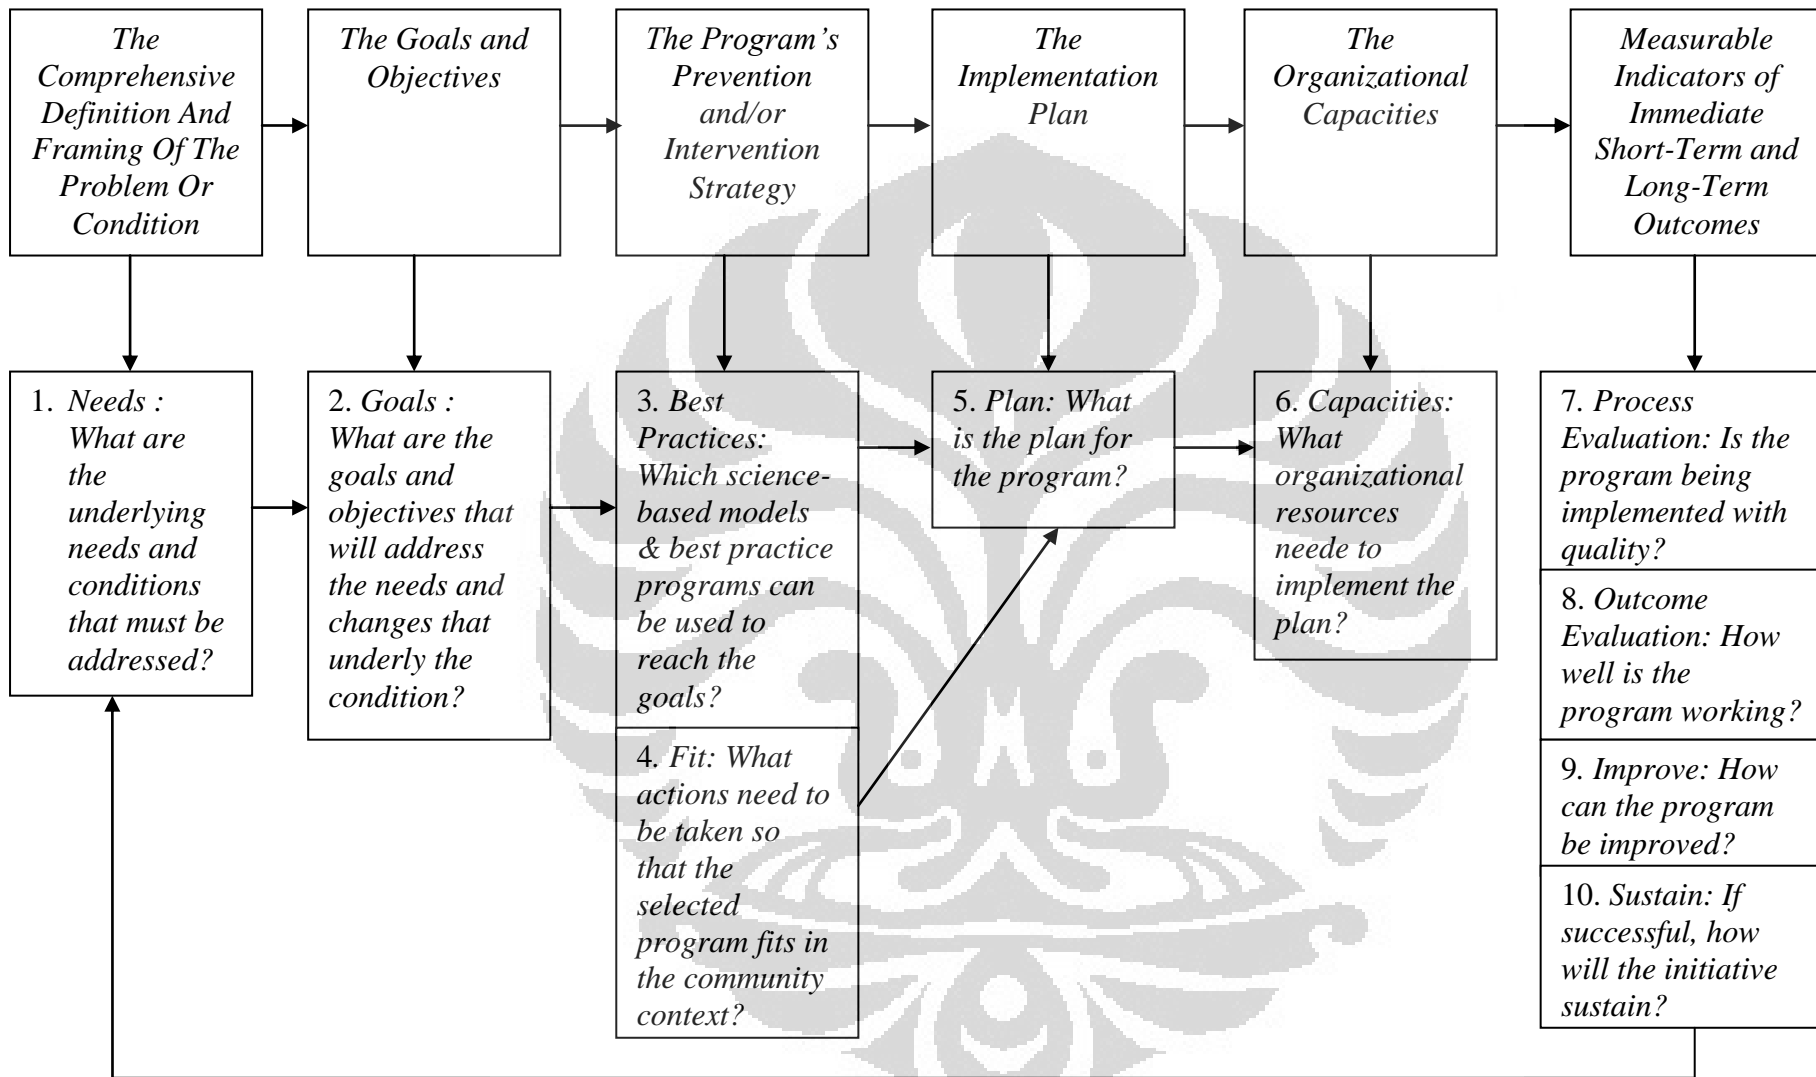 The
Comprehensive
Definition And
Framing Of The
Problem Or
Condition
The Goals and
Objectives
The Program’s
Prevention
and/or
Intervention
Strategy
The
Implementation
Plan
The
Organizational
Capacities
Measurable
Indicators of
Immediate
Short-Term and
Long-Term
Outcomes
1. Needs :
What are
the
underlying
needs and
conditions
that must be
addressed?
2. Goals :
What are the
goals and
objectives that
will address
the needs and
changes that
underly the
condition?
3. Best
Practices:
Which science-
based models
& best practice
programs can
be used to
reach the
goals?
4. Fit: What
actions need to
be taken so
that the
selected
program fits in
the community
context?
5. Plan: What
is the plan for
the program?
6. Capacities:
What
organizational
resources
neede to
implement the
plan?
7. Process
Evaluation: Is the
program being
implemented with
quality?
8. Outcome
Evaluation: How
well is the
program working?
9. Improve: How
can the program
be improved?
10. Sustain: If
successful, how
will the initiative
sustain?